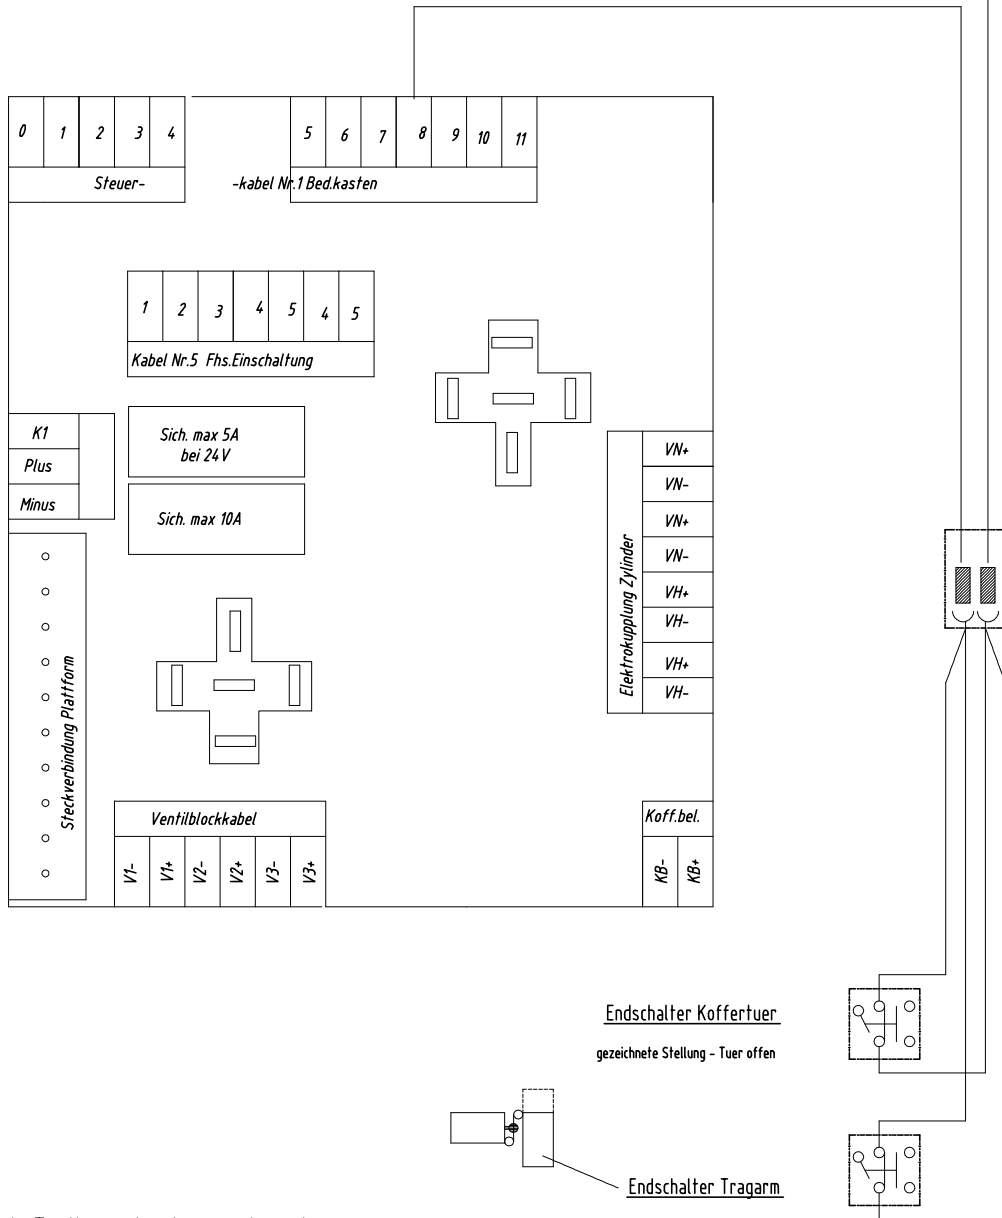 0 1 2 3 4 5 6 7 8 9 10 11
Steuer- -kabel Nr.1 Bed.kasten
1 2 3 4 5 4 5
Kabel Nr.5 Fhs.Einschaltung
K1
Plus
Minus
Sich. max 5A
bei 24V
Sich. max 10A
Steckverbindung Plattform
Elektrokupplung Zylinder
VN+
VN-
VN+
VN-
VH+
VH-
VH+
VH-
Ventilblockkabel
V1- V1+ V2- V2+ V3- V3+
Koff.bel.
KB- KB+
Endschalter Koffertuer
gezeichnete Stellung - Tuer offen
Endschalter Tragarm